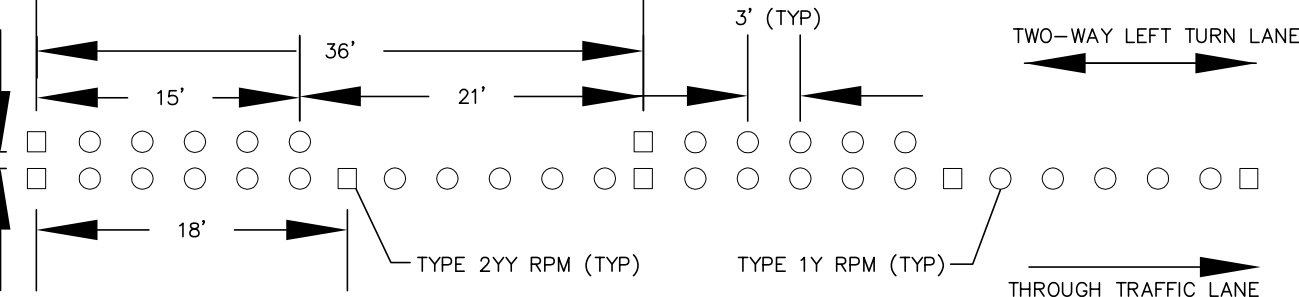 3' (TYP)
TWO-WAY LEFT TURN LANE
36'
15'
21'
18'
TYPE 2YY RPM (TYP)
TYPE 1Y RPM (TYP)
THROUGH TRAFFIC LANE